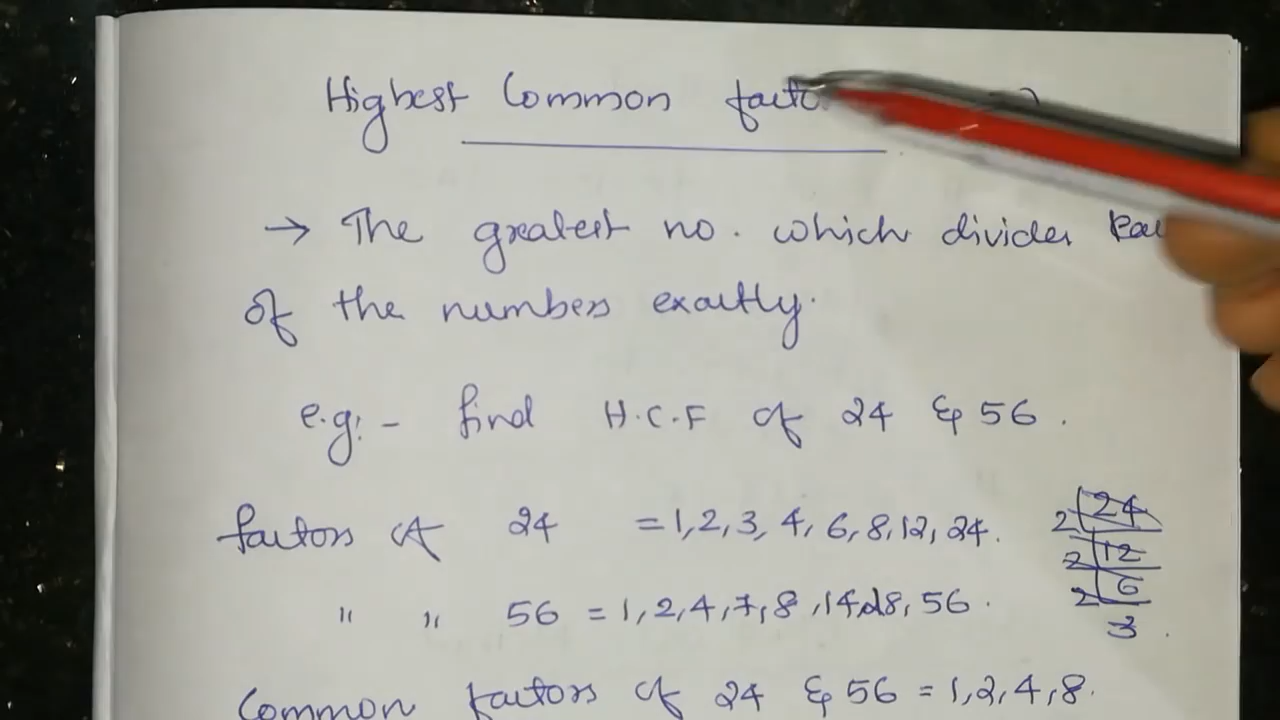 Highest Common facto
→ The greatest no. which divides
of the numbers exactly.
e.g:- find H.C.F of 24 & 56.
factors of 24 = 1, 2, 3, 4, 6, 8, 12, 24.
" " 56 = 1, 2, 4, 7, 8, 14, 28, 56.
Common factors of 24 & 56 = 1, 2, 4, 8.
2 24
2 12
2 6
3